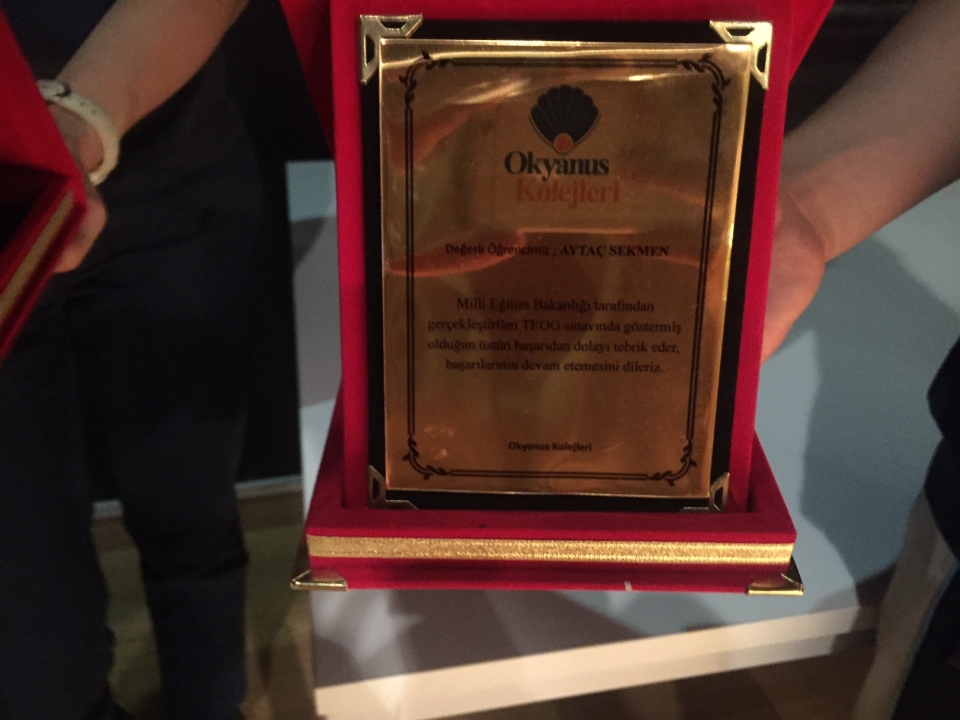 Okyanus
Kolejleri
Değerli Öğrencimiz ; AYTAÇ SEKMEN
Milli Eğitim Bakanlığı tarafından
gerçekleştirilen TEOG sınavında göstermiş
olduğun üstün başarıdan dolayı tebrik eder,
başarılarının devam etemesini dileriz.
Okyanus Kolejleri